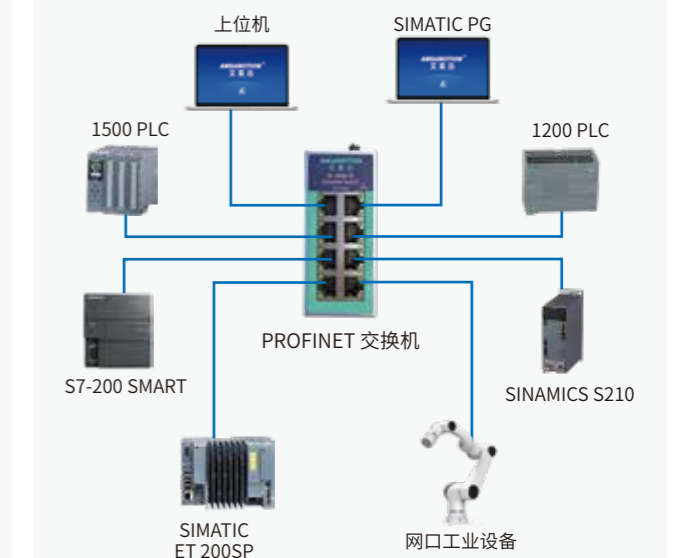 上位机
SIMATIC PG
1500 PLC
1200 PLC
PROFINET 交换机
S7-200 SMART
SINAMICS S210
SIMATIC
ET 200SP
网口工业设备